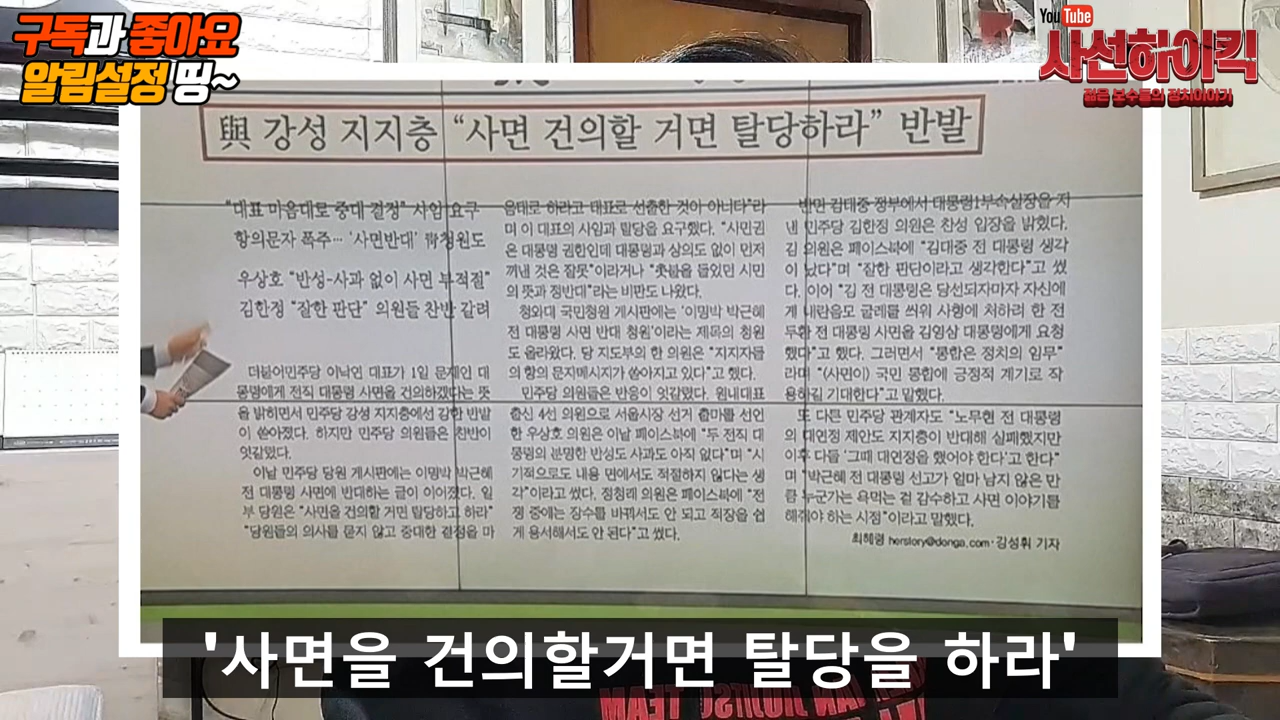 구독과 좋아요
알림설정 띵~
YouTube
사선하이킥
젊은 보수들의 정치이야기
與 강성 지지층 “사면 건의할 거면 탈당하라” 반발
“대표 마음대로 중대 결정” 사임 요구
항의문자 폭주… ‘사면반대’ 靑청원도
우상호 “반성-사과 없이 사면 부적절”
김한정 “잘한 판단” 의원들 찬반 갈려
더불어민주당 이낙연 대표가 1일 문재인 대
통령에게 전직 대통령 사면을 건의하겠다는 뜻
을 밝히면서 민주당 강성 지지층에서 강한 반발
이 쏟아졌다. 하지만 민주당 의원들은 찬반이
엇갈렸다.
이날 민주당 당원 게시판에는 이명박 박근혜
전 대통령 사면에 반대하는 글이 이어졌다. 일
부 당원은 “사면을 건의할 거면 탈당하고 하라”
“당원들의 의사를 묻지 않고 중대한 결정을 마
음대로 하라고 대표로 선출한 것이 아니다”라
며 이 대표의 사임과 탈당을 요구했다. “사면권
은 대통령 권한인데 대통령과 상의도 없이 먼저
꺼낸 것은 잘못”이라거나 “촛불을 들었던 시민
의 뜻과 정반대”라는 비판도 나왔다.
청와대 국민청원 게시판에는 ‘이명박 박근혜
전 대통령 사면 반대 청원’이라는 제목의 청원
도 올라왔다. 당 지도부의 한 의원은 “지지자들
의 항의 문자메시지가 쏟아지고 있다”고 했다.
민주당 의원들은 반응이 엇갈렸다. 원내대표
출신 4선 의원으로 서울시장 선거 출마를 선언
한 우상호 의원은 이날 페이스북에 “두 전직 대
통령의 분명한 반성도 사과도 아직 없다”며 “시
기적으로도 내용 면에서도 적절하지 않다는 생
각”이라고 썼다. 정청래 의원은 페이스북에 “전
쟁 중에는 장수를 바꿔서도 안 되고 적장을 쉽
게 용서해서도 안 된다”고 썼다.
반면 김대중 정부에서 대통령1부속실장을 지
낸 민주당 김한정 의원은 찬성 입장을 밝혔다.
김 의원은 페이스북에 “김대중 전 대통령 생각
이 났다”며 “잘한 판단이라고 생각한다”고 썼
다. 이어 “김 전 대통령은 당선되자마자 자신에
게 내란음모 굴레를 씌워 사형에 처하려 한 전
두환 전 대통령 사면을 김영삼 대통령에게 요청
했다”고 했다. 그러면서 “통합은 정치의 임무”
라며 “(사면이) 국민 통합에 긍정적 계기로 작
용하길 기대한다”고 말했다.
또 다른 민주당 관계자도 “노무현 전 대통령
의 대연정 제안도 지지층이 반대해 실패했지만
이후 다들 ‘그때 대연정을 했어야 한다’고 한다”
며 “박근혜 전 대통령 선고가 얼마 남지 않은 만
큼 누군가는 욕먹는 걸 감수하고 사면 이야기를
해줘야 하는 시점”이라고 말했다.
최혜령 herstory@donga.com·김성휘 기자
'사면을 건의할거면 탈당을 하라'